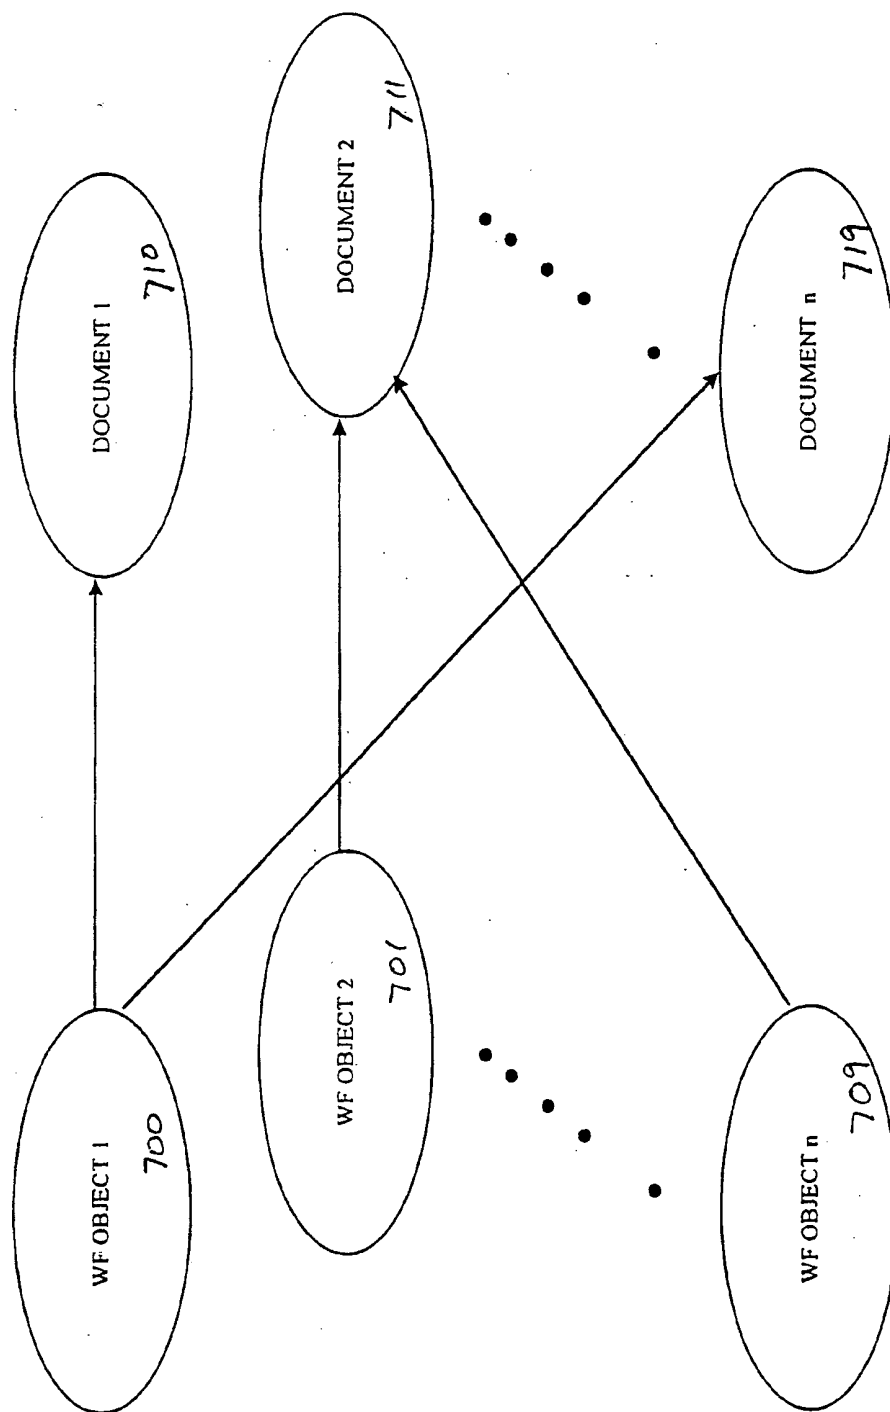 WF OBJECT 1
700
DOCUMENT 1
710
WF OBJECT 2
701
DOCUMENT 2
711
WF OBJECT n
709
DOCUMENT n
719